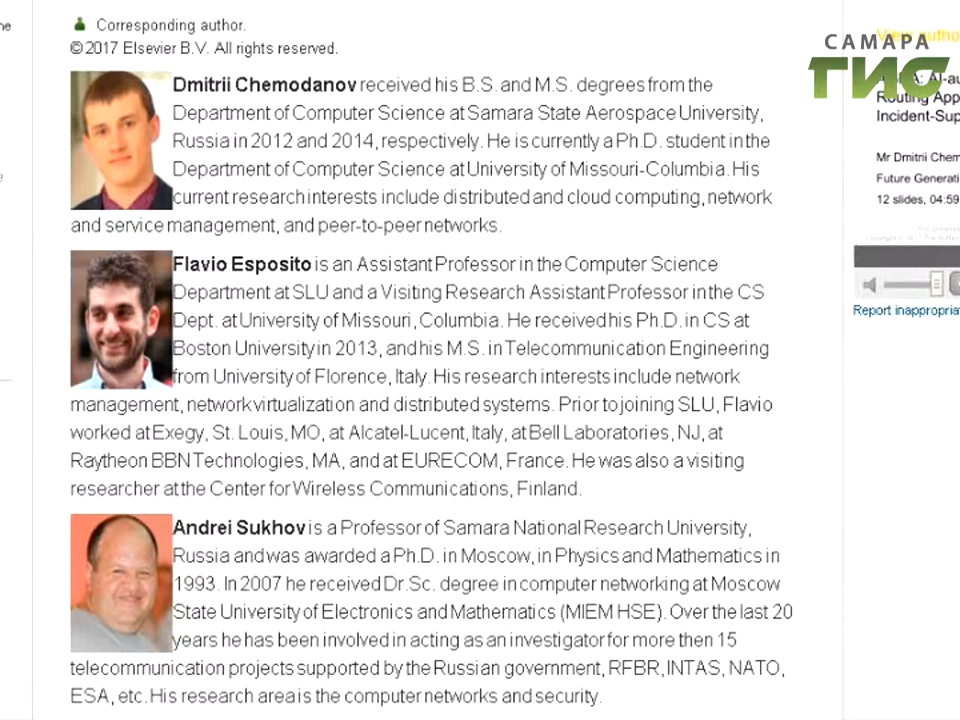 Corresponding author.
© 2017 Elsevier B.V. All rights reserved.
Dmitrii Chemodanov received his B.S. and M.S. degrees from the
Department of Computer Science at Samara State Aerospace University,
Russia in 2012 and 2014, respectively. He is currently a Ph.D. student in the
Department of Computer Science at University of Missouri-Columbia. His
current research interests include distributed and cloud computing, network
and service management, and peer-to-peer networks.
Flavio Esposito is an Assistant Professor in the Computer Science
Department at SLU and a Visiting Research Assistant Professor in the CS
Dept. at University of Missouri, Columbia. He received his Ph.D. in CS at
Boston University in 2013, and his M.S. in Telecommunication Engineering
from University of Florence, Italy. His research interests include network
management, network virtualization and distributed systems. Prior to joining SLU, Flavio
worked at Exegy, St. Louis, MO, at Alcatel-Lucent, Italy, at Bell Laboratories, NJ, at
Raytheon BBN Technologies, MA, and at EURECOM, France. He was also a visiting
researcher at the Center for Wireless Communications, Finland.
Andrei Sukhov is a Professor of Samara National Research University,
Russia and was awarded a Ph.D. in Moscow, in Physics and Mathematics in
1993. In 2007 he received Dr.Sc. degree in computer networking at Moscow
State University of Electronics and Mathematics (MIEM HSE). Over the last 20
years he has been involved in acting as an investigator for more then 15
telecommunication projects supported by the Russian government, RFBR, INTAS, NATO,
ESA, etc. His research area is the computer networks and security.
САМАРА
ГИС
Routing App
Incident-Sup
Mr Dmitrii Chem
Future Generati
12 slides, 04:59
Report inappropria